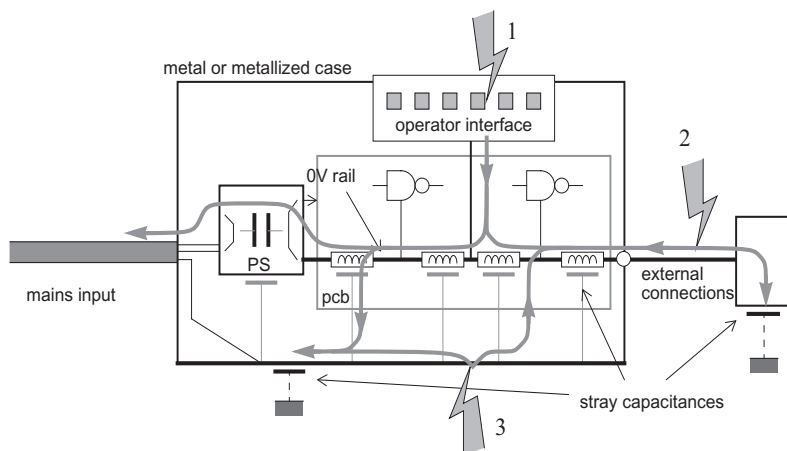 1
metal or metallized case
operator interface
2
0V rail
PS
mains input
pcb
external
connections
stray capacitances
3